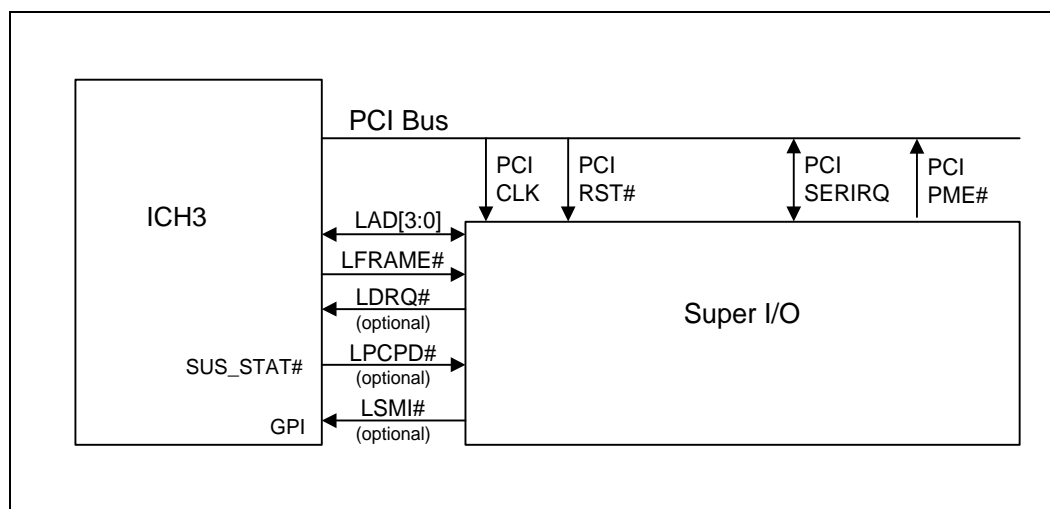 PCI Bus
PCI
CLK
PCI
RST#
PCI
SERIRQ
PCI
PME#
ICH3
LAD[3:0]
LFRAME#
LDRQ#
(optional)
Super I/O
SUS_STAT#
LPCPD#
(optional)
GPI
LSMI#
(optional)